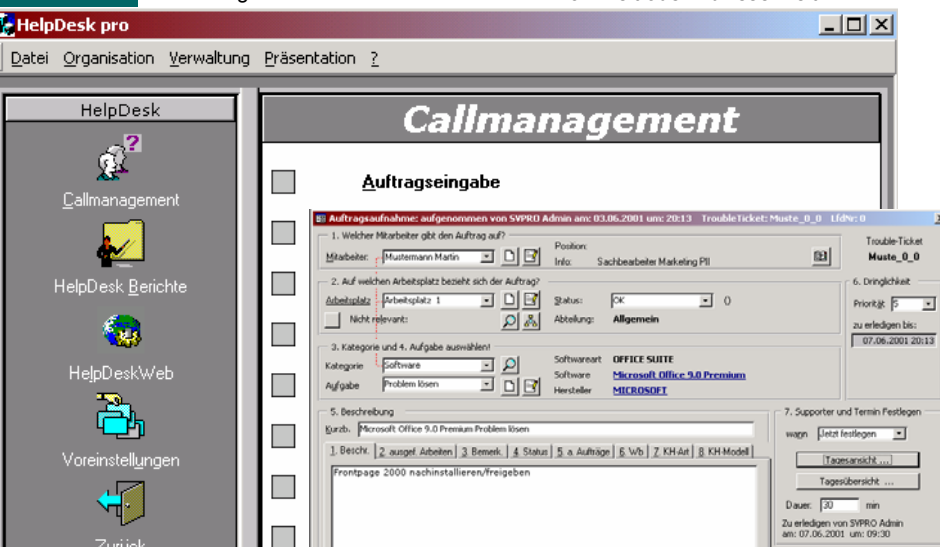 HelpDesk pro
Datei Organisation Verwaltung Präsentation ?
HelpDesk
Callmanagement
HelpDesk Berichte
HelpDeskWeb
Voreinstellungen
Zurück
Callmanagement
Auftragseingabe
Auftragsaufnahme: aufgenommen von SVPRO Admin am: 03.06.2001 um: 20:13 TroubleTicket: Muste_0_0 LfdNr: 0
1. Welcher Mitarbeiter gibt den Auftrag auf?
Mitarbeiter: Mustermann Martin
Position:
Info: Sachbearbeiter Marketing PII
Trouble-Ticket
Muste_0_0
2. Auf welchen Arbeitsplatz bezieht sich der Auftrag?
Arbeitsplatz Arbeitsplatz 1
Status: OK 0
Nicht relevant:
Abteilung: Allgemein
6. Dringlichkeit
Priorität 5
zu erledigen bis:
07.06.2001 20:13
3. Kategorie und 4. Aufgabe auswählen!
Kategorie Software
Aufgabe Problem lösen
Softwareart OFFICE SUITE
Software Microsoft Office 9.0 Premium
Hersteller MICROSOFT
5. Beschreibung
Kurzb. Microsoft Office 9.0 Premium Problem lösen
1. Beschr. 2. ausgef. Arbeiten 3. Bemerk. 4. Status 5. a. Aufträge 6. Wb 7. KH-Art 8. KH-Modell
Frontpage 2000 nachinstallieren/freigeben
7. Supporter und Termin Festlegen
wann Jetzt festlegen
Tagesansicht ...
Tagesübersicht ...
Dauer: 30 min
Zu erledigen von SVPRO Admin
am: 07.06.2001 um: 09:30